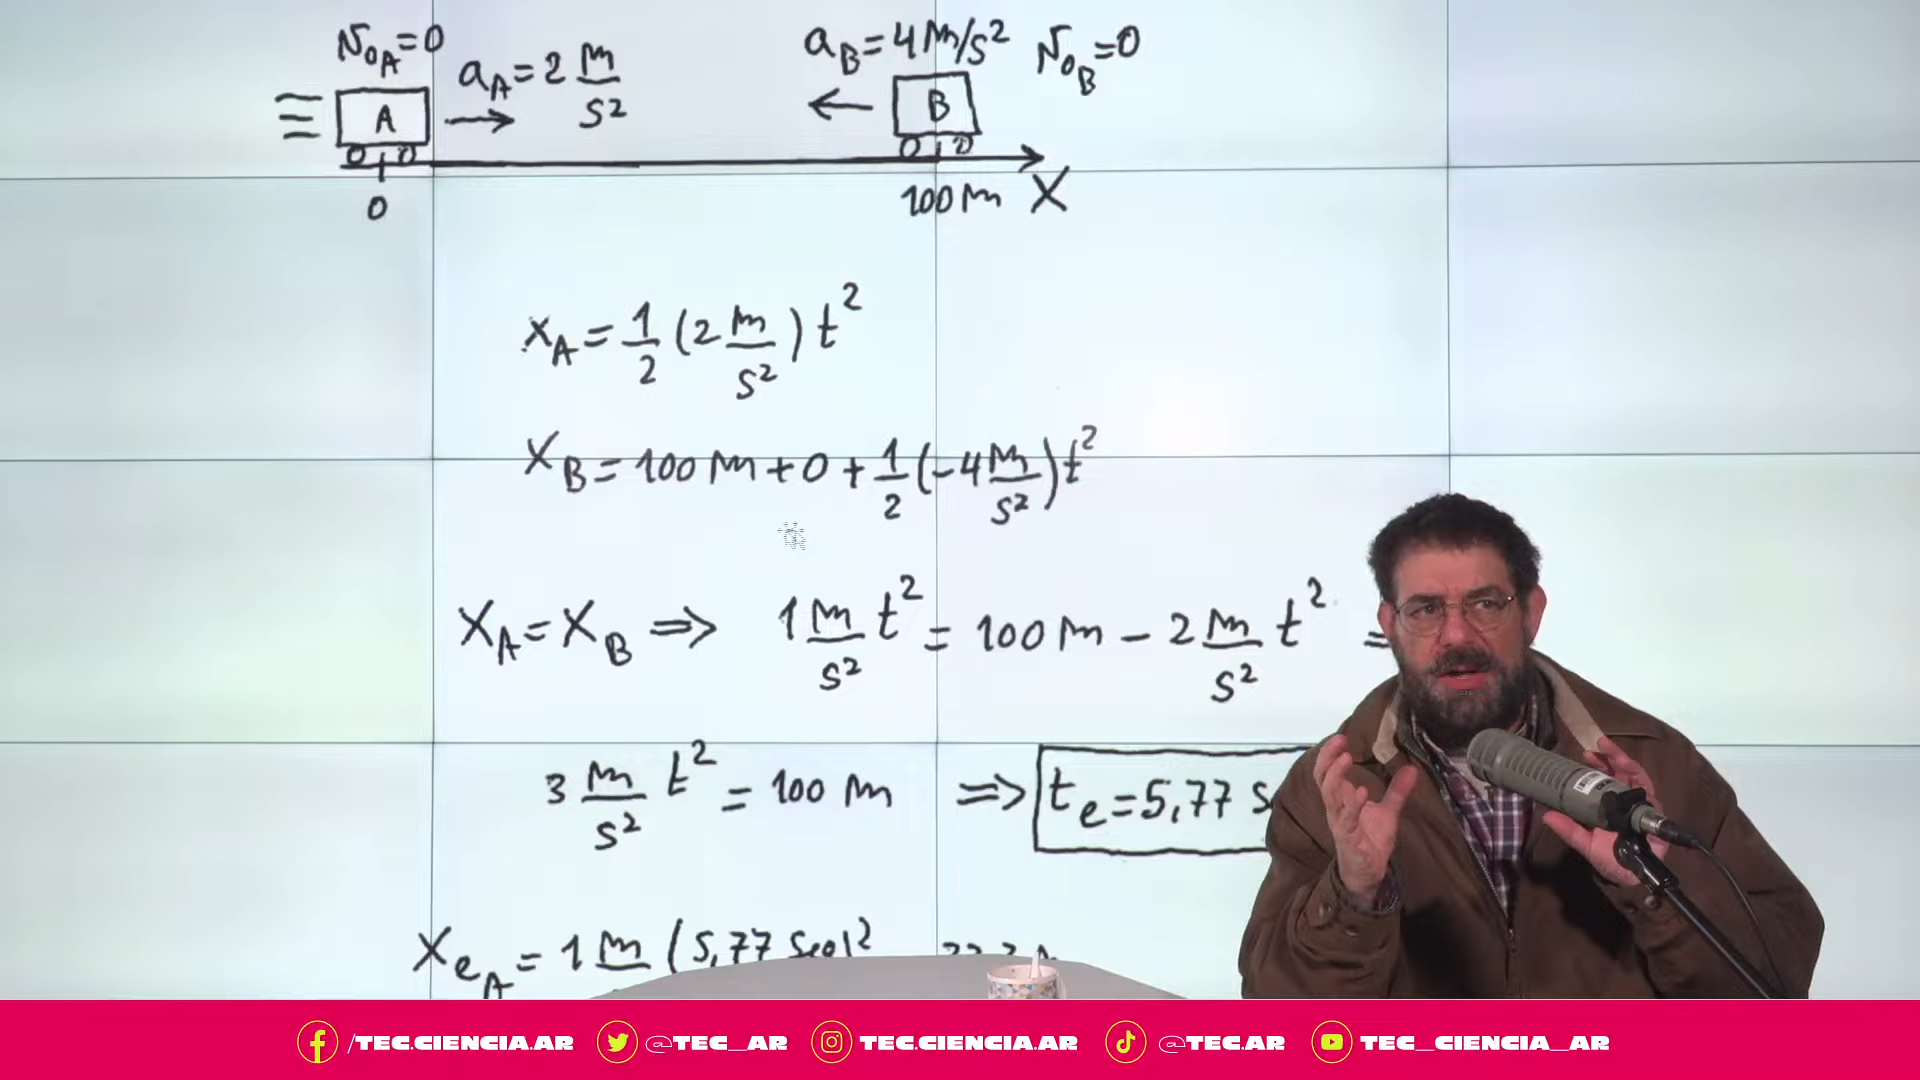 v₀A=0 aA=2 m/s² aB=4 m/s² v₀B=0
A B
0 100 m X
xA = 1/2 (2 m/s²) t²
xB = 100 m + 0 + 1/2 (-4 m/s²) t²
xA = xB ⇒ 1 m/s² t² = 100 m - 2 m/s² t² =
3 m/s² t² = 100 m ⇒ te = 5,77 s
xeA = 1 m (5,77 seg)²
/TEC.CIENCIA.AR @TEC_AR TEC.CIENCIA.AR @TEC.AR TEC_CIENCIA_AR